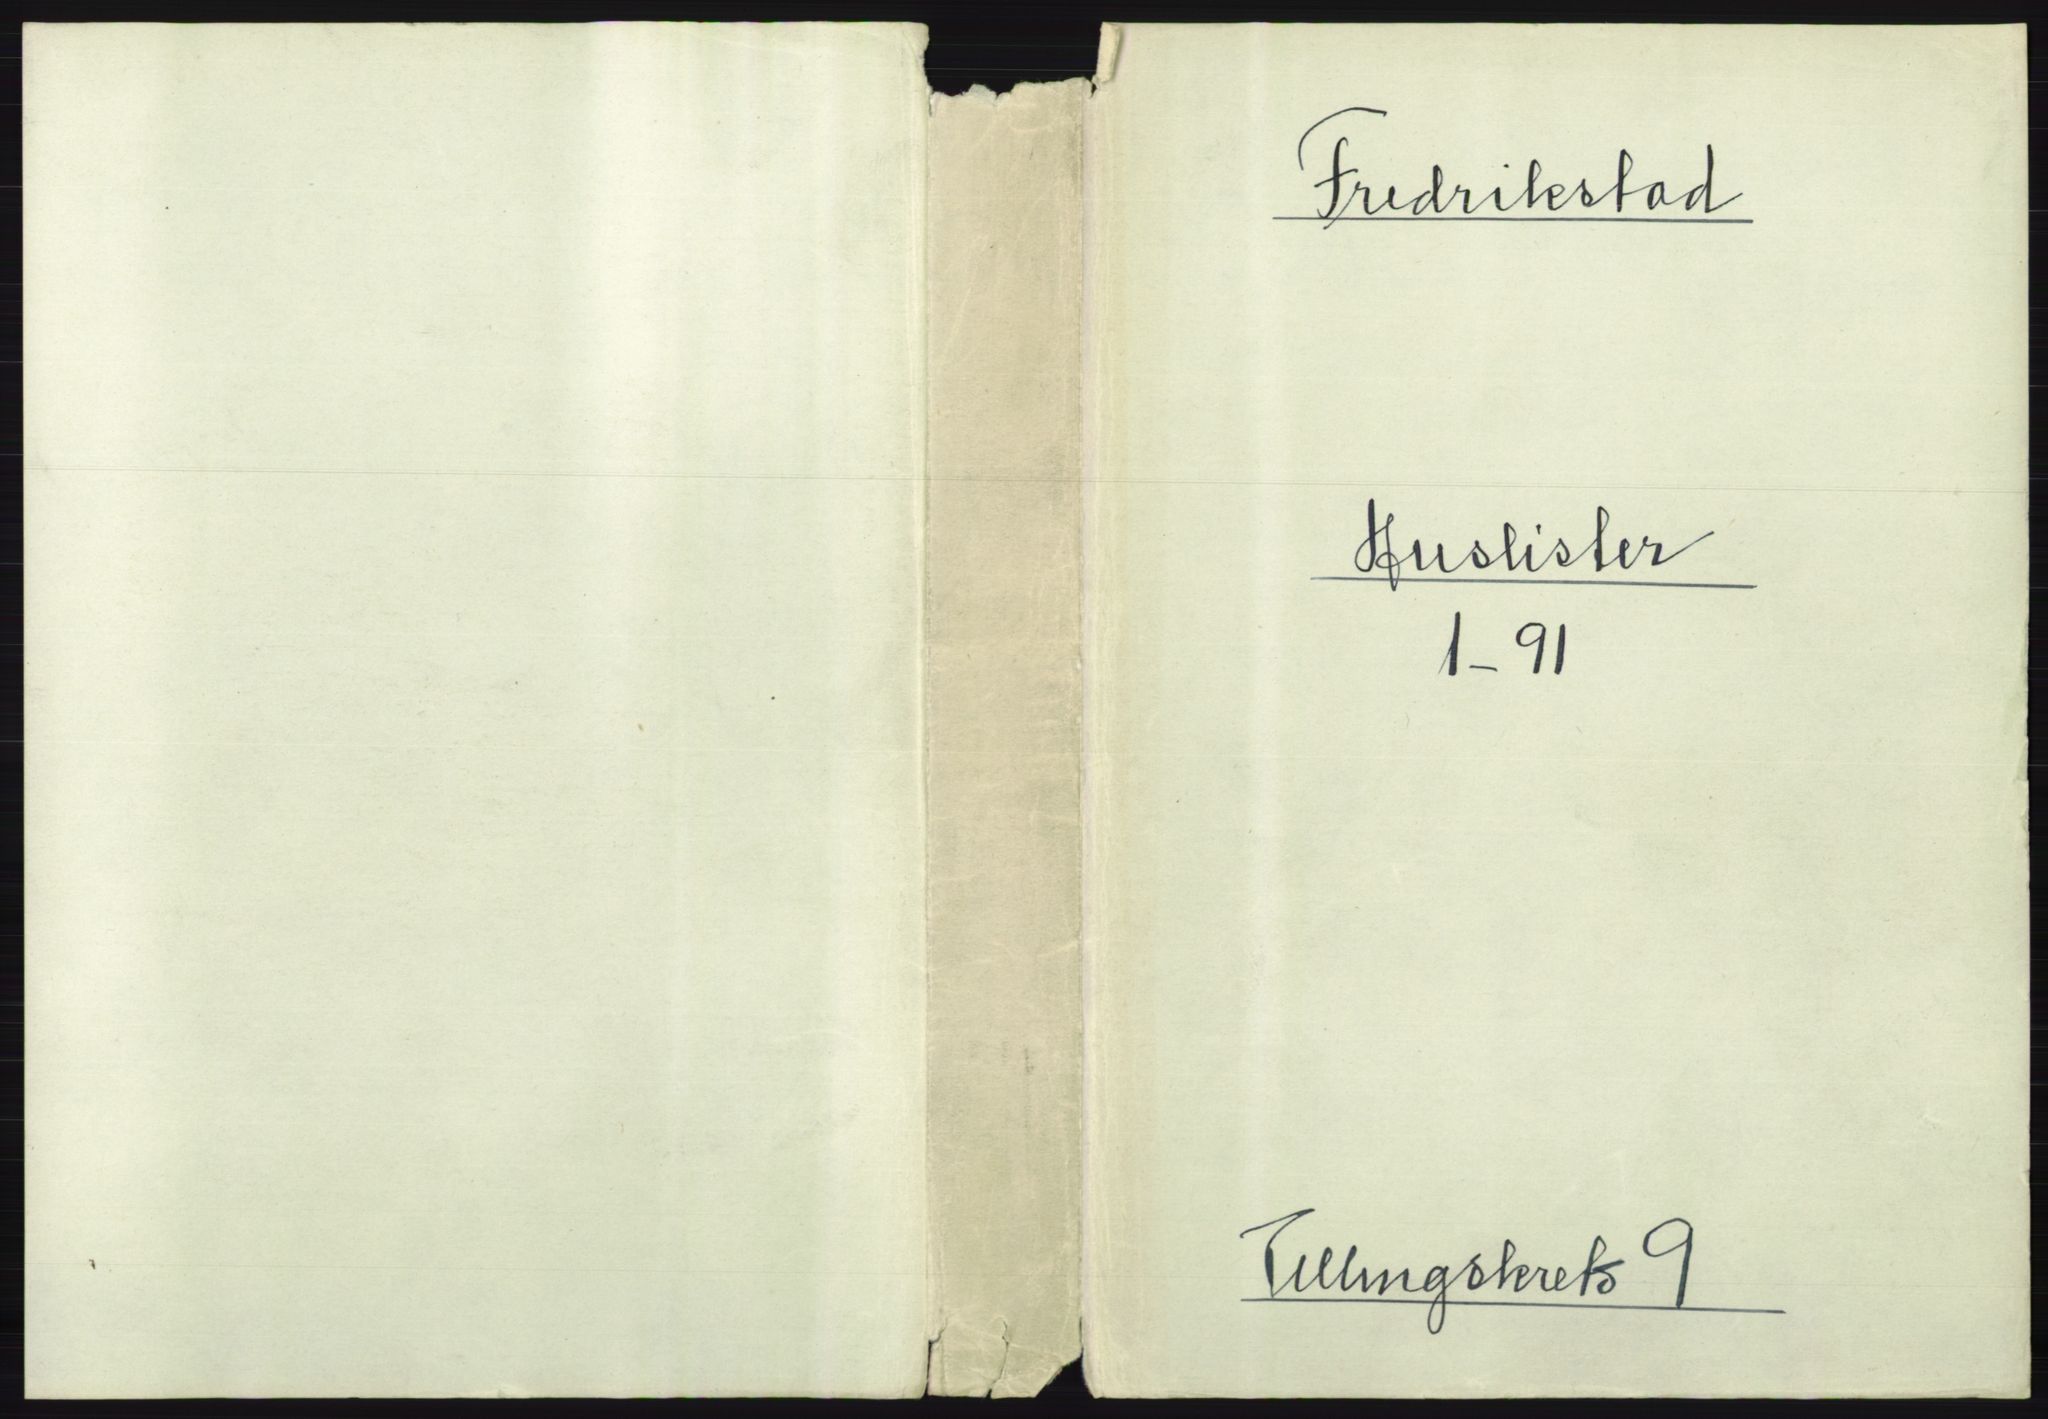 Fredrikstad
Huslister
1-91
Tellingskrets 9